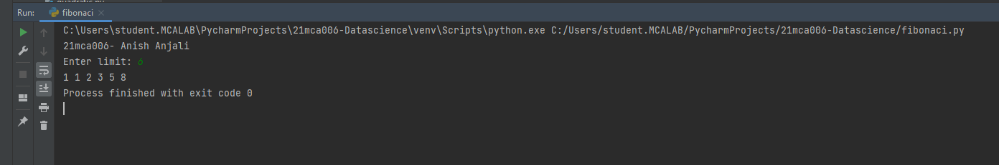 quadratic.py
Run: fibonaci
C:\Users\student.MCALAB\PycharmProjects\21mca006-Datascience\venv\Scripts\python.exe C:/Users/student.MCALAB/PycharmProjects/21mca006-Datascience/fibonaci.py
21mca006- Anish Anjali
Enter limit: 6
1 1 2 3 5 8
Process finished with exit code 0